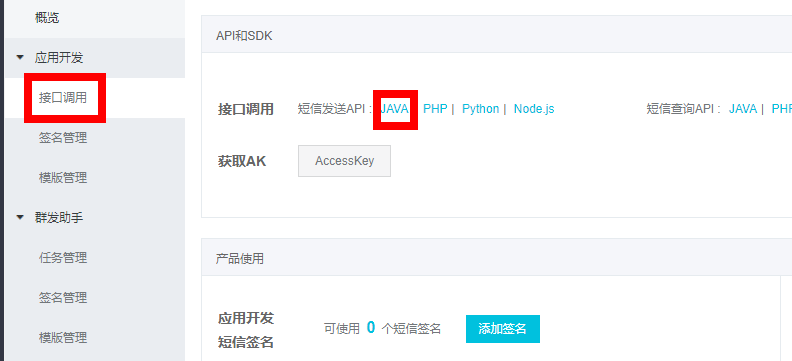 概览
应用开发
接口调用
签名管理
模版管理
群发助手
任务管理
签名管理
模版管理
API和SDK
接口调用 短信发送API : JAVA PHP | Python | Node.js 短信查询API : JAVA | PHP
获取AK AccessKey
产品使用
应用开发
短信签名
可使用 0 个短信签名 添加签名